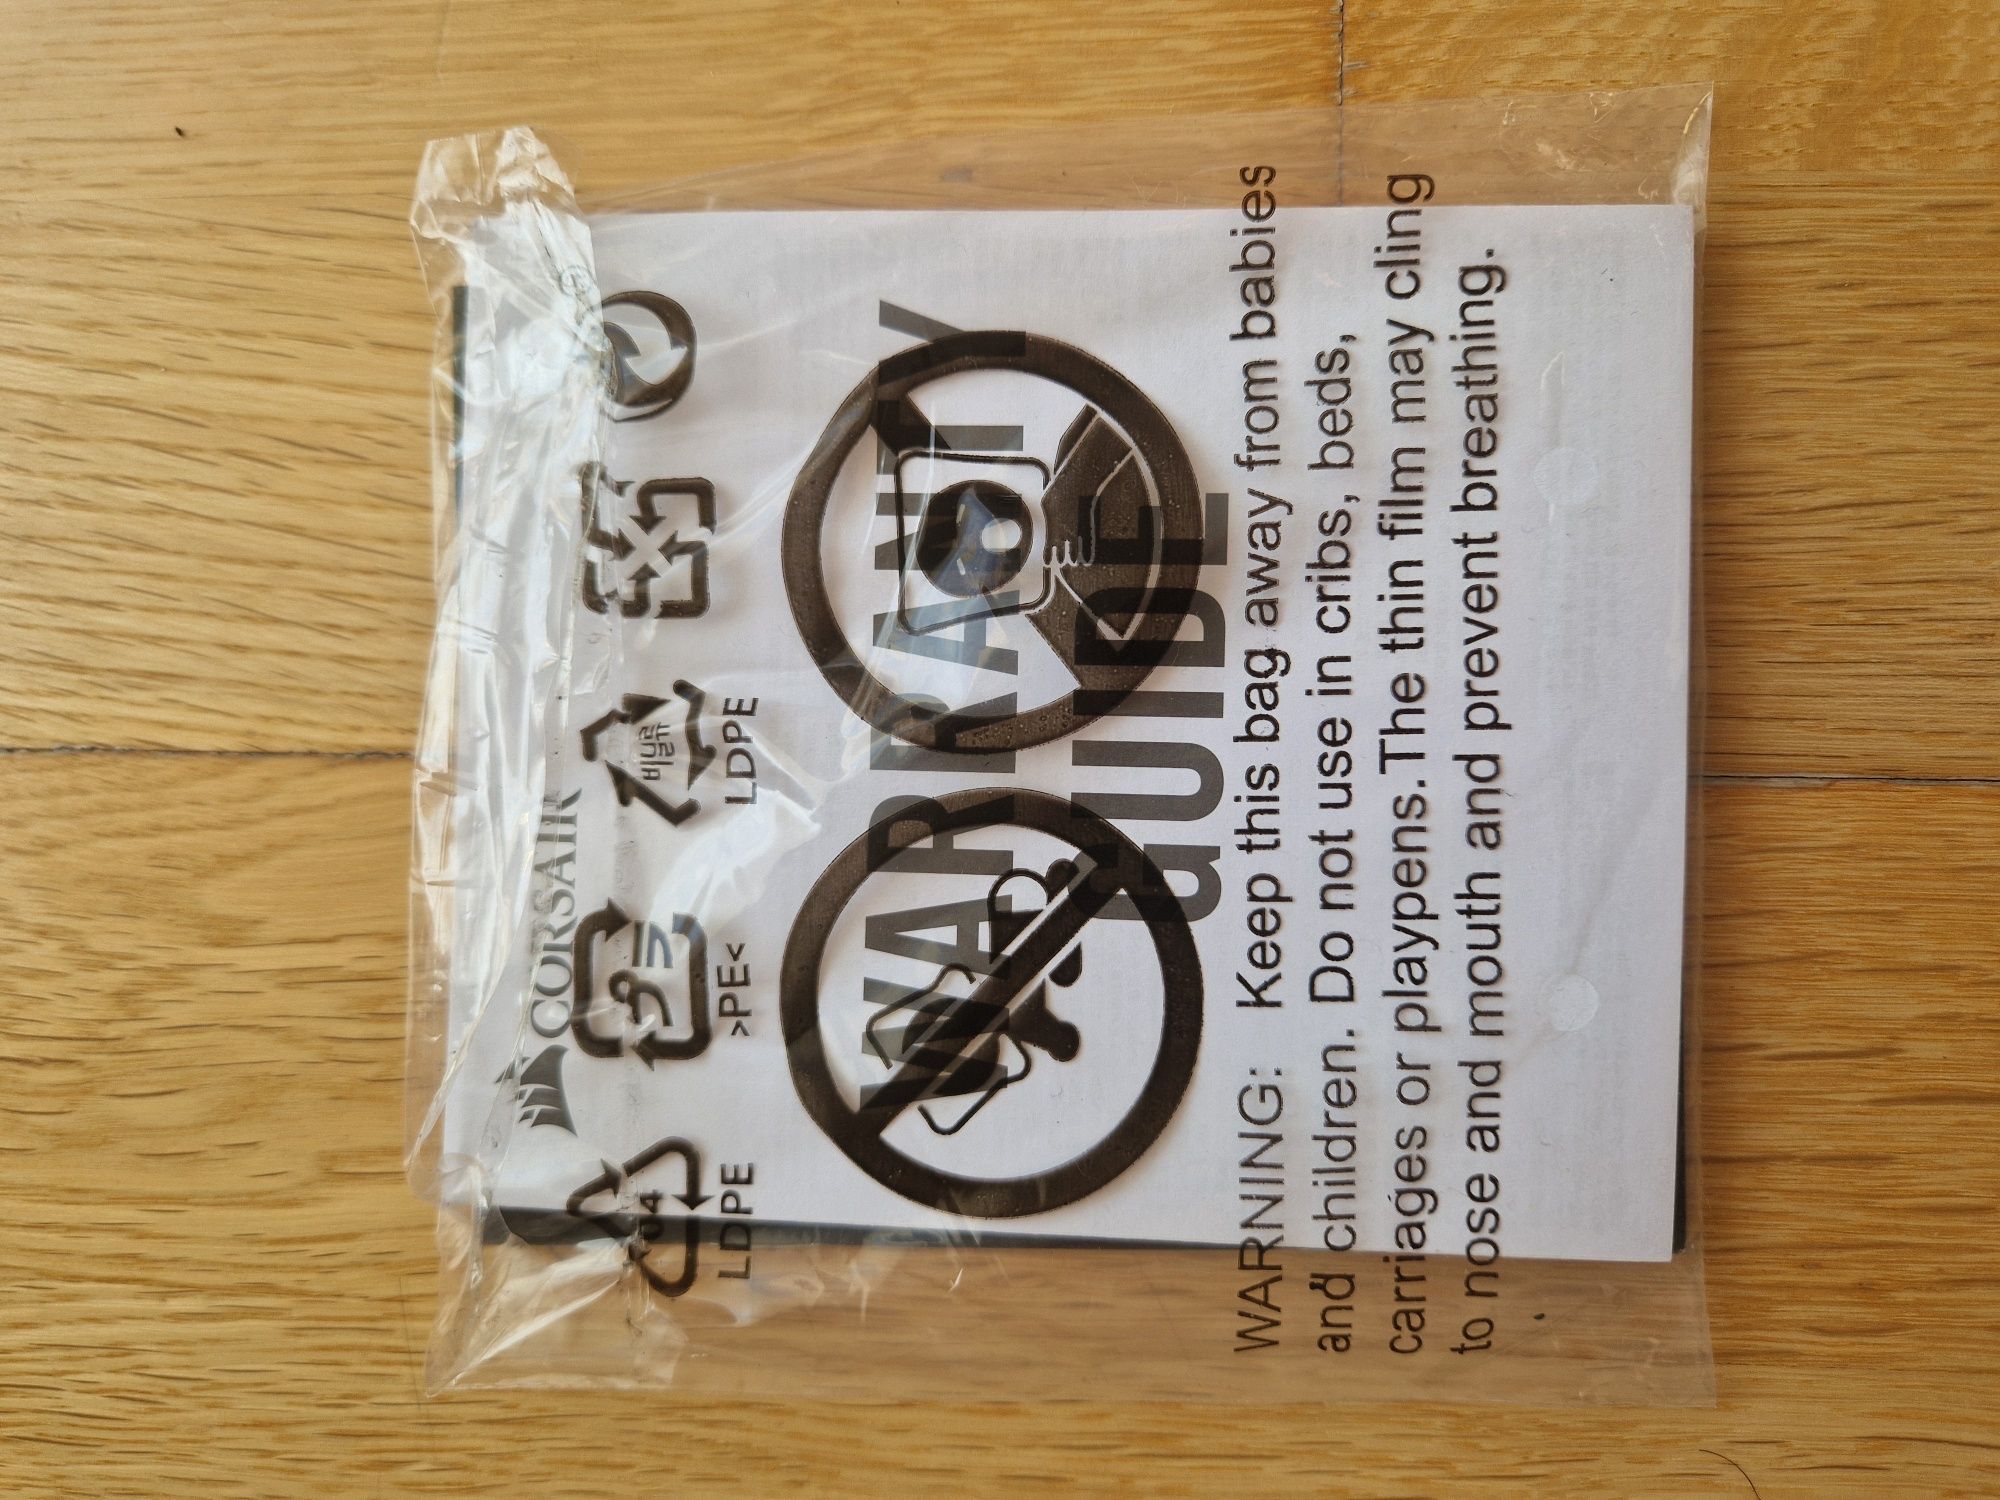 CORSAIR
04
プラ
비닐류
LDPE
>PE<
LDPE
WARRANTY
GUIDE
WARNING: Keep this bag away from babies
and children. Do not use in cribs, beds,
carriages or playpens.The thin film may cling
to nose and mouth and prevent breathing.